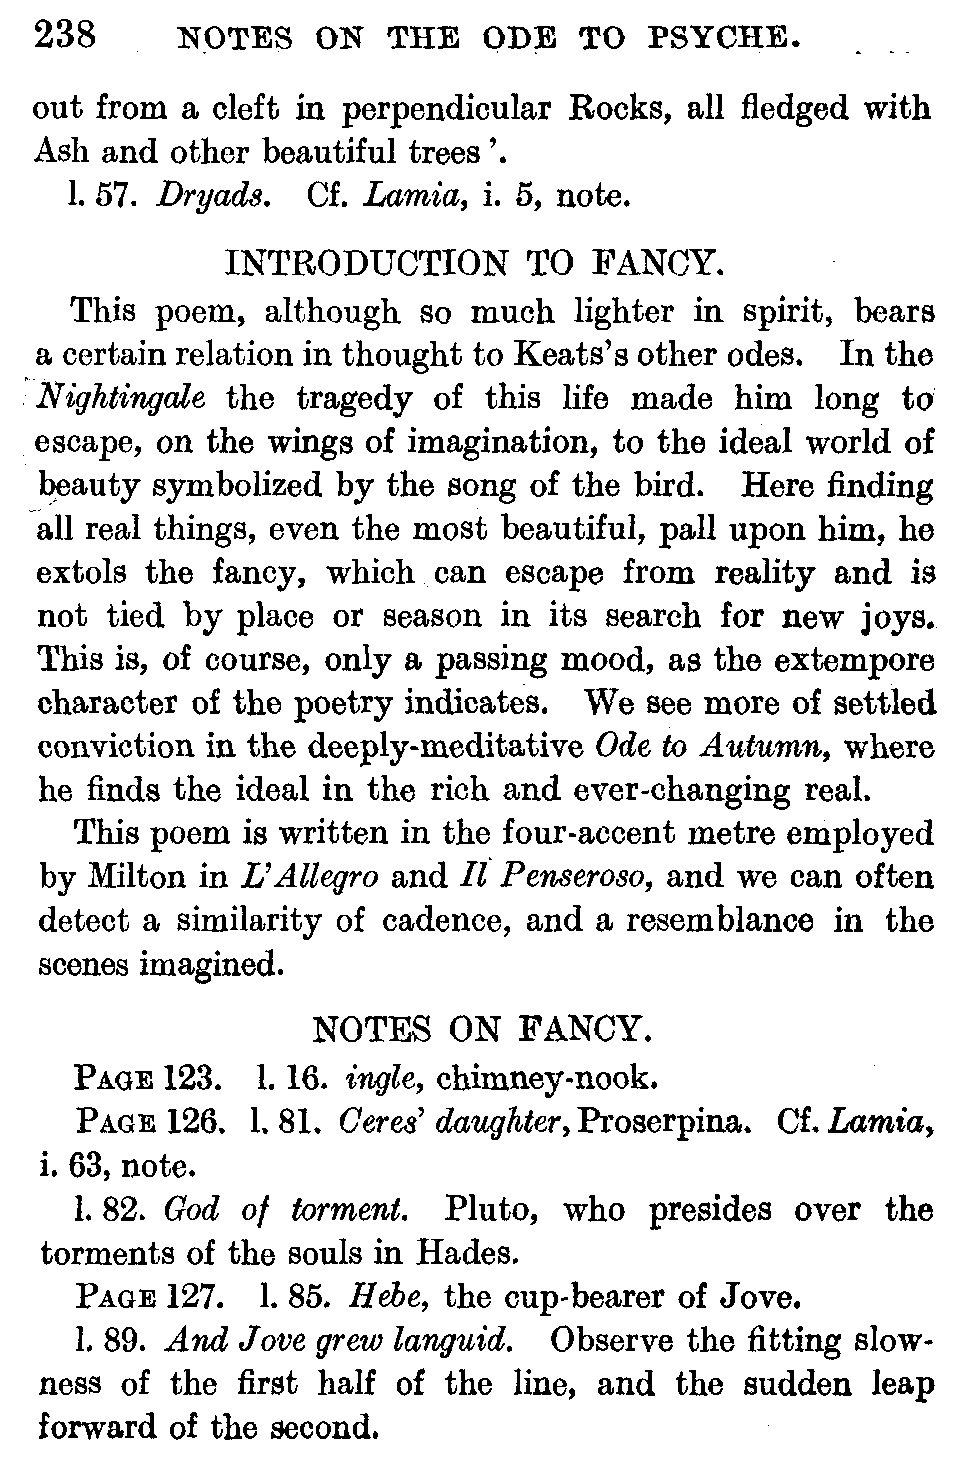 238 NOTES ON THE ODE TO PSYCHE.
out from a cleft in perpendicular Rocks, all fledged with
Ash and other beautiful trees’.
l. 57. Dryads. Cf. Lamia, i. 5, note.
INTRODUCTION TO FANCY.
This poem, although so much lighter in spirit, bears
a certain relation in thought to Keats’s other odes. In the
Nightingale the tragedy of this life made him long to
escape, on the wings of imagination, to the ideal world of
beauty symbolized by the song of the bird. Here finding
all real things, even the most beautiful, pall upon him, he
extols the fancy, which can escape from reality and is
not tied by place or season in its search for new joys.
This is, of course, only a passing mood, as the extempore
character of the poetry indicates. We see more of settled
conviction in the deeply-meditative Ode to Autumn, where
he finds the ideal in the rich and ever-changing real.
This poem is written in the four-accent metre employed
by Milton in L’Allegro and Il Penseroso, and we can often
detect a similarity of cadence, and a resemblance in the
scenes imagined.
NOTES ON FANCY.
PAGE 123. l. 16. ingle, chimney-nook.
PAGE 126. l. 81. Ceres’ daughter, Proserpina. Cf. Lamia,
i. 63, note.
l. 82. God of torment. Pluto, who presides over the
torments of the souls in Hades.
PAGE 127. l. 85. Hebe, the cup-bearer of Jove.
l. 89. And Jove grew languid. Observe the fitting slow-
ness of the first half of the line, and the sudden leap
forward of the second.